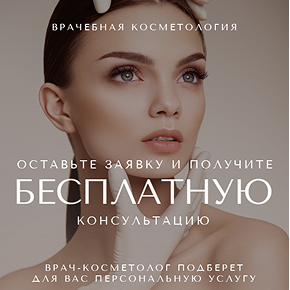 ВРАЧЕБНАЯ КОСМЕТОЛОГИЯ
ОСТАВЬТЕ ЗАЯВКУ И ПОЛУЧИТЕ
БЕСПЛАТНУЮ
КОНСУЛЬТАЦИЮ
ВРАЧ-КОСМЕТОЛОГ ПОДБЕРЕТ
ДЛЯ ВАС ПЕРСОНАЛЬНУЮ УСЛУГУ